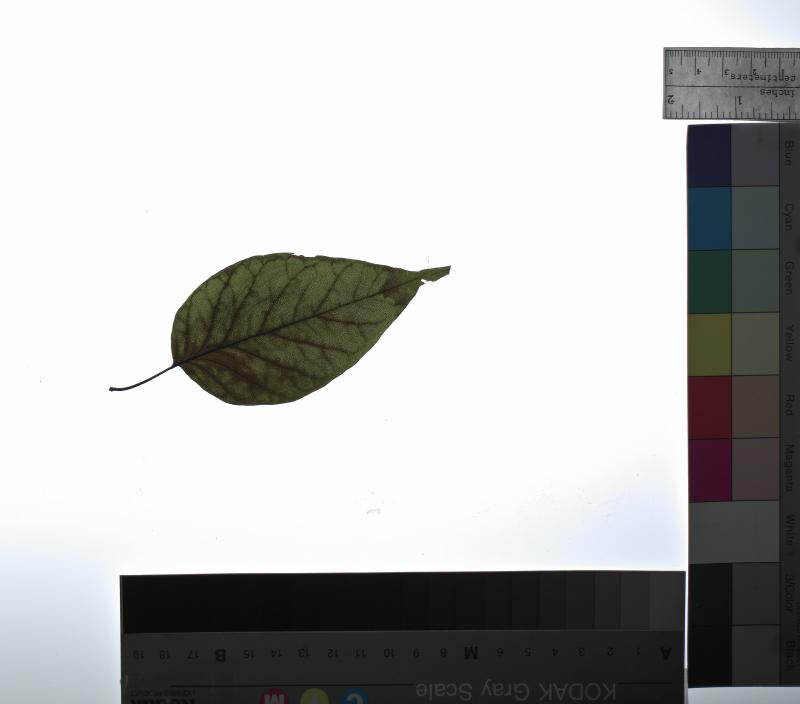 5 4 3 2 1
centimeters
inches
2 1
Blue
Cyan
Green
Yellow
Red
Magenta
White
3/Color
Black
A 1 2 3 4 5 6 M 8 9 10 11 12 13 14 15 B 17 18 19
KODAK Gray Scale
C Y M
Kodak